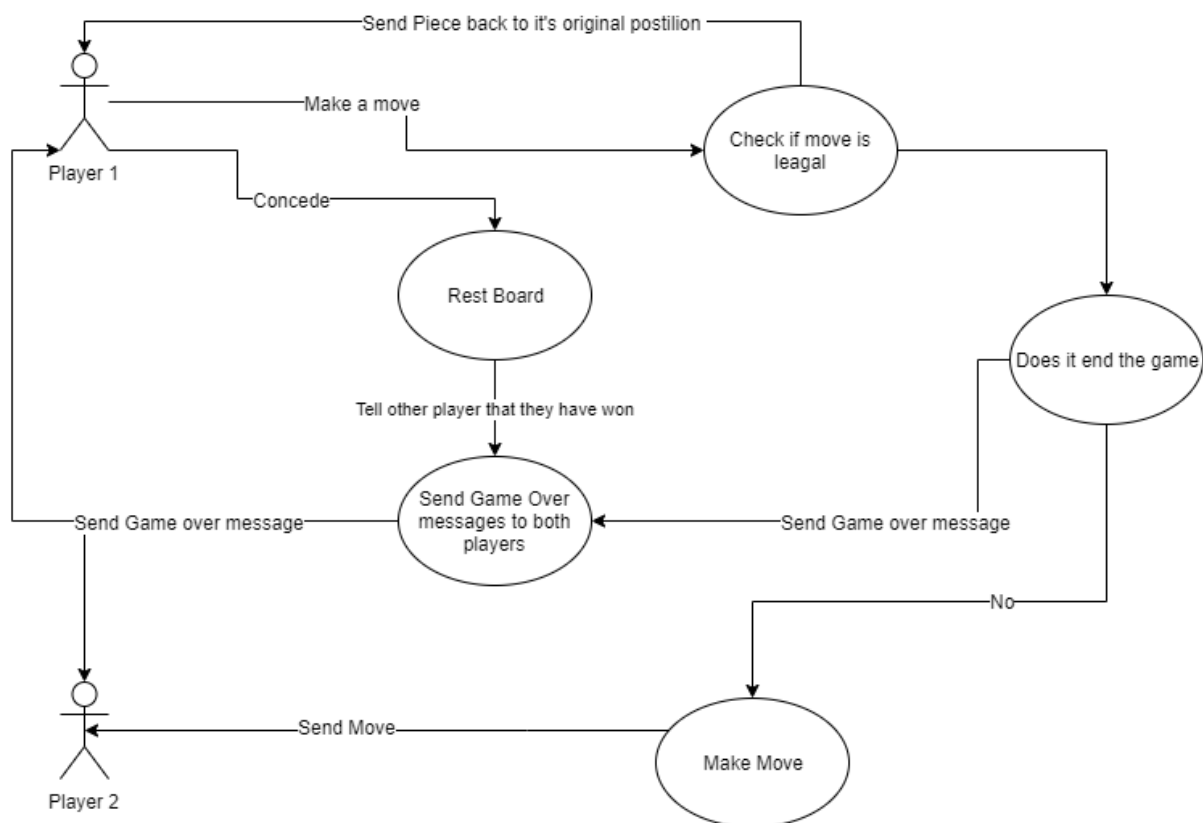 Send Piece back to it's original postilion
Make a move
Check if move is
leagal
Player 1
Concede
Rest Board
Does it end the game
Tell other player that they have won
Send Game Over
messages to both
players
Send Game over message
Send Game over message
No
Send Move
Make Move
Player 2